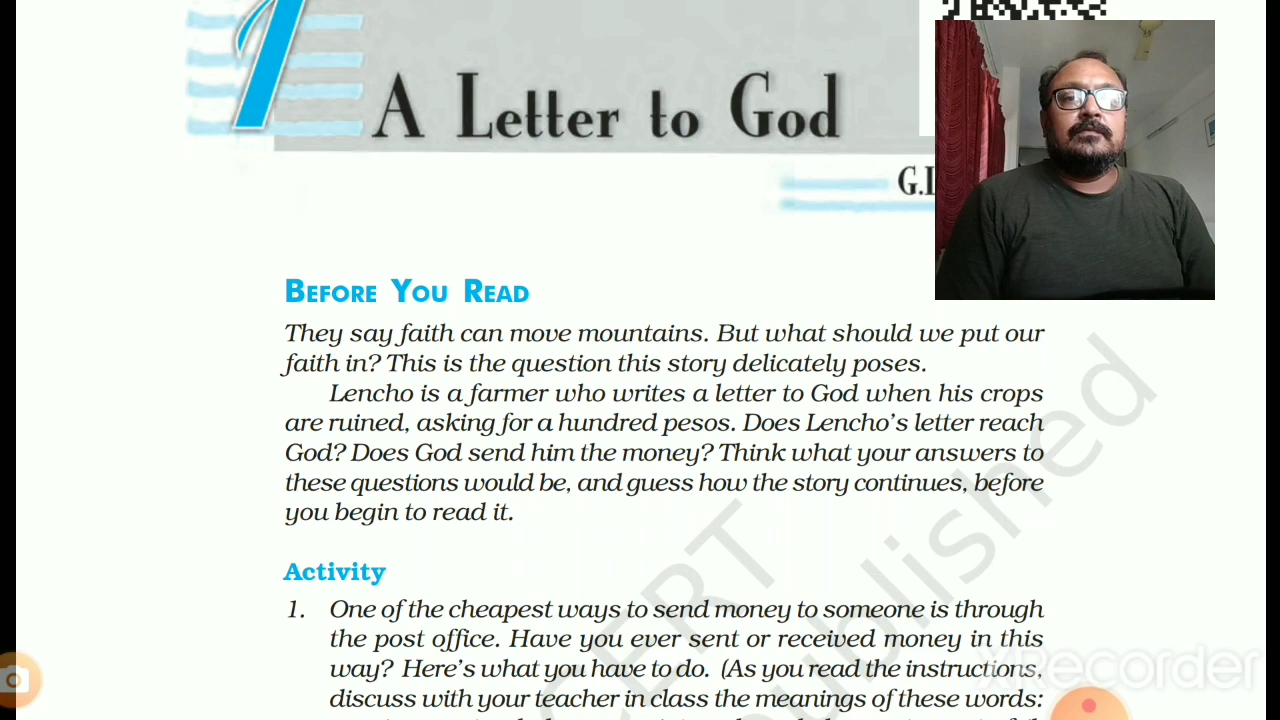 1
A Letter to God
BEFORE YOU READ
They say faith can move mountains. But what should we put our
faith in? This is the question this story delicately poses.
Lencho is a farmer who writes a letter to God when his crops
are ruined, asking for a hundred pesos. Does Lencho's letter reach
God? Does God send him the money? Think what your answers to
these questions would be, and guess how the story continues, before
you begin to read it.
Activity
1. One of the cheapest ways to send money to someone is through
the post office. Have you ever sent or received money in this
way? Here's what you have to do. (As you read the instructions,
discuss with your teacher in class the meanings of these words:
XRecorder